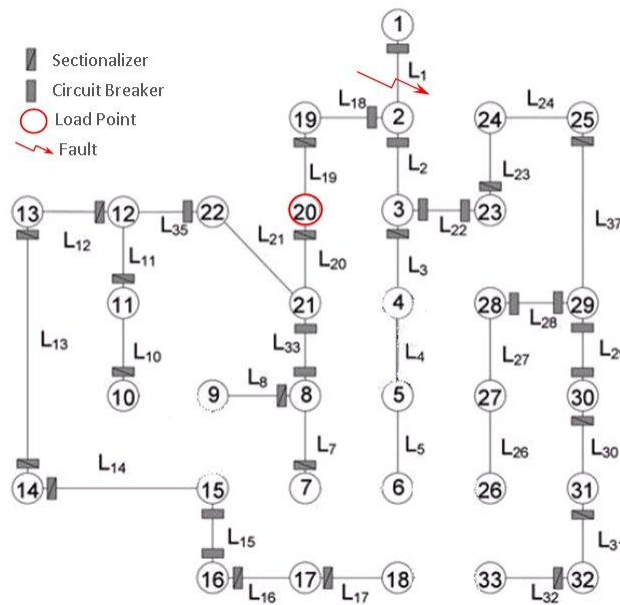 1
Sectionalizer
Circuit Breaker
Load Point
Fault
L1
L18
19
2
24
L24
25
L2
L19
L23
13
12
22
20
3
23
L12
L35
L21
L20
L22
L37
L11
L3
11
21
4
28
29
L13
L10
L33
L4
L27
L28
L8
10
9
8
5
27
30
L14
L7
L5
L26
L30
14
15
7
6
26
31
L15
L31
16
17
18
33
32
L16
L17
L32